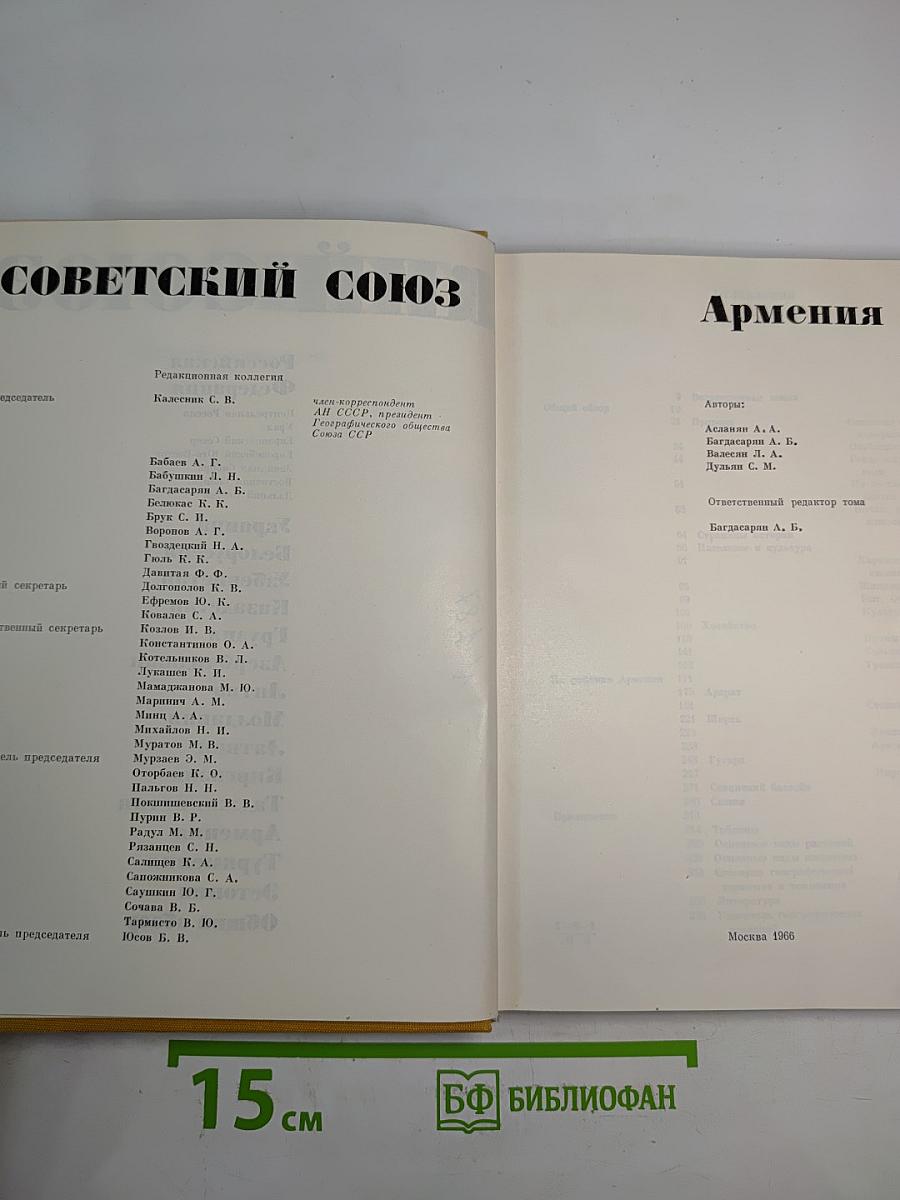 СОВЕТСКИЙ СОЮЗ
Редакционная коллегия
Калесник С. В.
член-корреспондент
АН СССР, президент
Географического общества
Союза ССР
Бабаев А. Г.
Бабушкин Л. Н.
Багдасарян А. Б.
Белюкас К. К.
Брук С. И.
Воронов А. Г.
Гвоздецкий Н. А.
Гюль К. К.
Давитая Ф. Ф.
секретарь Долгополов К. В.
Ефремов Ю. К.
Ковалев С. А.
секретарь Козлов И. В.
Константинов О. А.
Котельников В. Л.
Лукашев К. И.
Мамаджанова М. Ю.
Маринич А. М.
Минц А. А.
Михайлов Н. И.
Муратов М. В.
председателя Мурзаев Э. М.
Оторбаев К. О.
Пальгов Н. Н.
Покшишевский В. В.
Пурин В. Р.
Радул М. М.
Рязанцев С. Н.
Салищев К. А.
Сапожникова С. А.
Саушкин Ю. Г.
Сочава В. Б.
Тармисто В. Ю.
председателя Юсов Б. В.
Армения
Авторы:
Асланян А. А.
Багдасарян А. Б.
Валесян Л. А.
Дульян С. М.
Ответственный редактор тома
Багдасарян А. Б.
Москва 1966
15 см
БФ БИБЛИОФАН